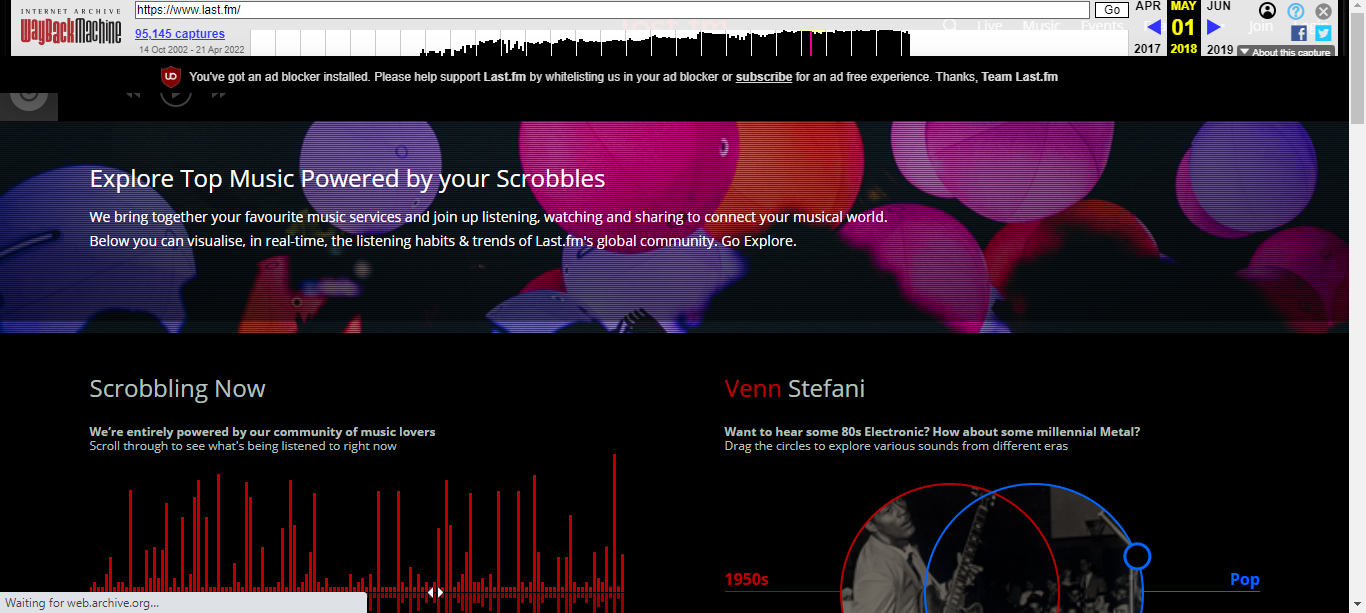 INTERNET ARCHIVE
WayBackMachine
https://www.last.fm/
Go
95,145 captures
14 Oct 2002 - 21 Apr 2022
APR MAY JUN
01
2017 2018 2019
About this capture
Live Music Events
Join
You've got an ad blocker installed. Please help support Last.fm by whitelisting us in your ad blocker or subscribe for an ad free experience. Thanks, Team Last.fm
Explore Top Music Powered by your Scrobbles
We bring together your favourite music services and join up listening, watching and sharing to connect your musical world.
Below you can visualise, in real-time, the listening habits & trends of Last.fm's global community. Go Explore.
Scrobbling Now
We're entirely powered by our community of music lovers
Scroll through to see what's being listened to right now
Venn Stefani
Want to hear some 80s Electronic? How about some millennial Metal?
Drag the circles to explore various sounds from different eras
1950s
Pop
Waiting for web.archive.org...